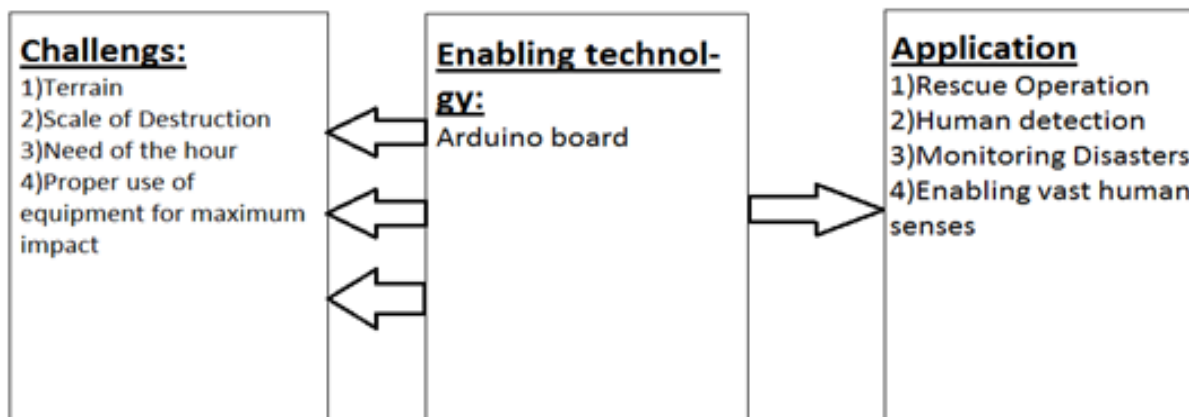 Challengs:
1)Terrain
2)Scale of Destruction
3)Need of the hour
4)Proper use of
equipment for maximum
impact
Enabling technol-
gy:
Arduino board
Application
1)Rescue Operation
2)Human detection
3)Monitoring Disasters
4)Enabling vast human
senses